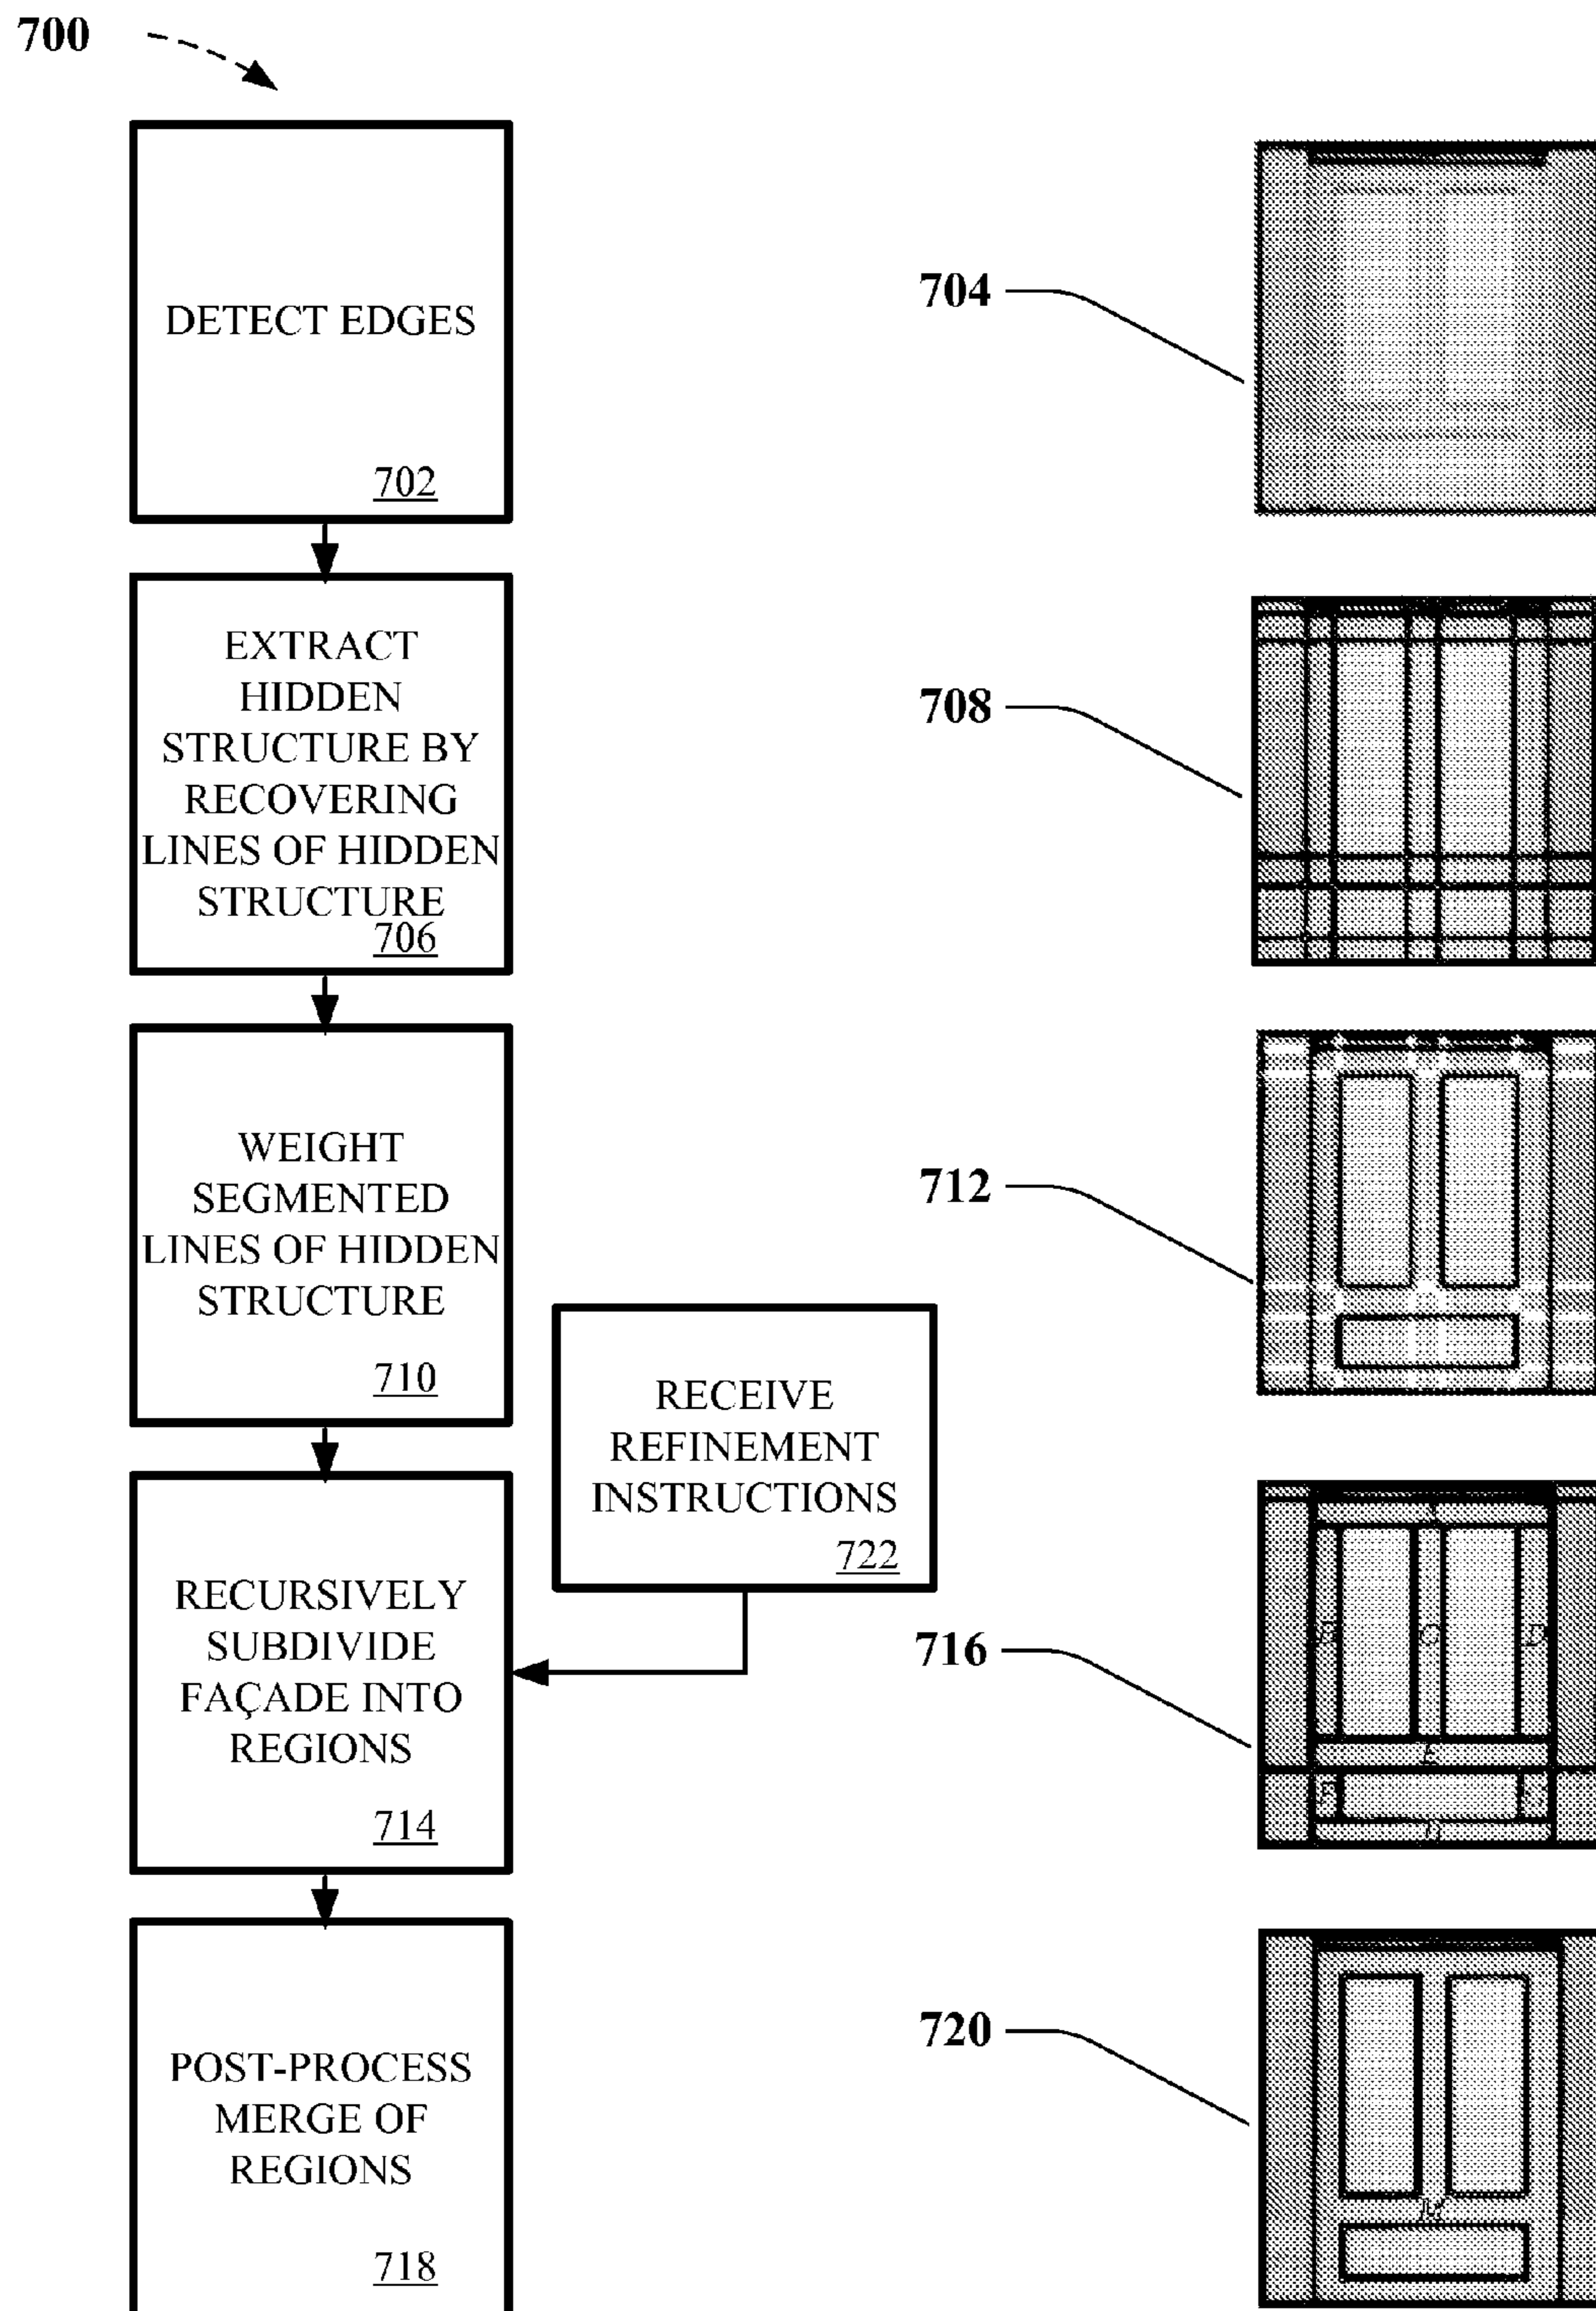 700
DETECT EDGES
702
704
EXTRACT
HIDDEN
STRUCTURE BY
RECOVERING
LINES OF HIDDEN
STRUCTURE
706
708
WEIGHT
SEGMENTED
LINES OF HIDDEN
STRUCTURE
710
712
RECEIVE
REFINEMENT
INSTRUCTIONS
722
RECURSIVELY
SUBDIVIDE
FAÇADE INTO
REGIONS
714
716
C
D
E
POST-PROCESS
MERGE OF
REGIONS
718
720
M